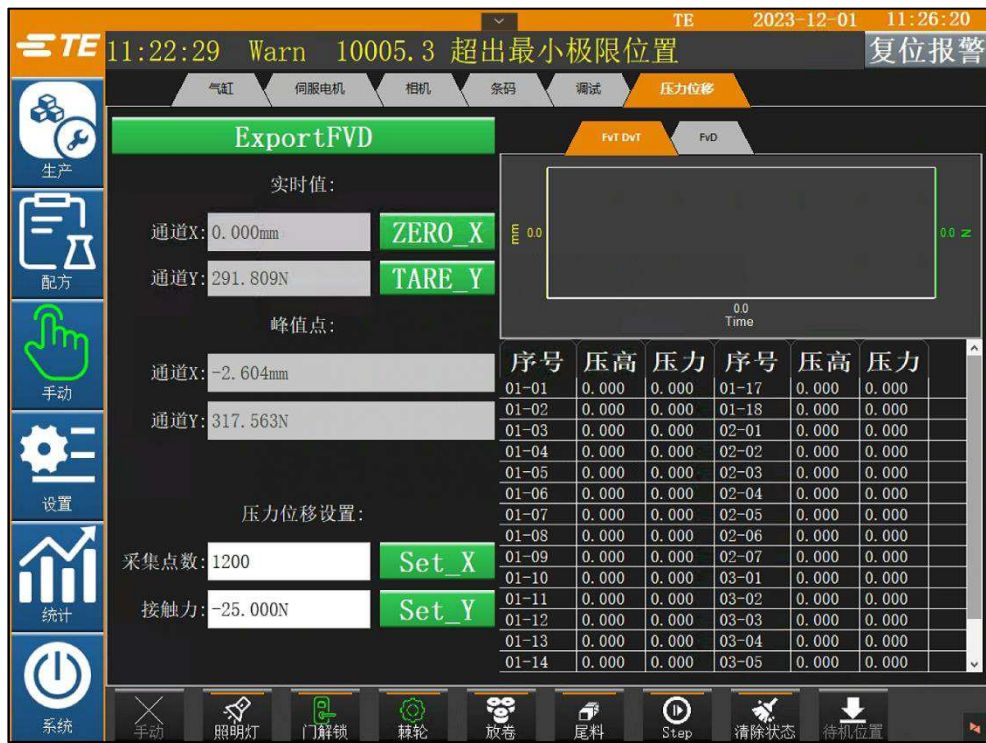 TE 2023-12-01 11:26:20
TE
11:22:29 Warn 10005.3 超出最小极限位置
复位报警
气缸 伺服电机 相机 条码 调试 压力位移
生产
配方
手动
设置
统计
系统
ExportFVD
实时值:
通道X: 0.000mm ZERO_X
通道Y: 291.809N TARE_Y
峰值点:
通道X: -2.604mm
通道Y: 317.563N
压力位移设置:
采集点数: 1200 Set_X
接触力: -25.000N Set_Y
FvT DvT FvD
mm 0.0
0.0 N
0.0
Time
序号 压高 压力 序号 压高 压力
01-01 0.000 0.000 01-17 0.000 0.000
01-02 0.000 0.000 01-18 0.000 0.000
01-03 0.000 0.000 02-01 0.000 0.000
01-04 0.000 0.000 02-02 0.000 0.000
01-05 0.000 0.000 02-03 0.000 0.000
01-06 0.000 0.000 02-04 0.000 0.000
01-07 0.000 0.000 02-05 0.000 0.000
01-08 0.000 0.000 02-06 0.000 0.000
01-09 0.000 0.000 02-07 0.000 0.000
01-10 0.000 0.000 03-01 0.000 0.000
01-11 0.000 0.000 03-02 0.000 0.000
01-12 0.000 0.000 03-03 0.000 0.000
01-13 0.000 0.000 03-04 0.000 0.000
01-14 0.000 0.000 03-05 0.000 0.000
手动 照明灯 门解锁 棘轮 放卷 尾料 Step 清除状态 待机位置